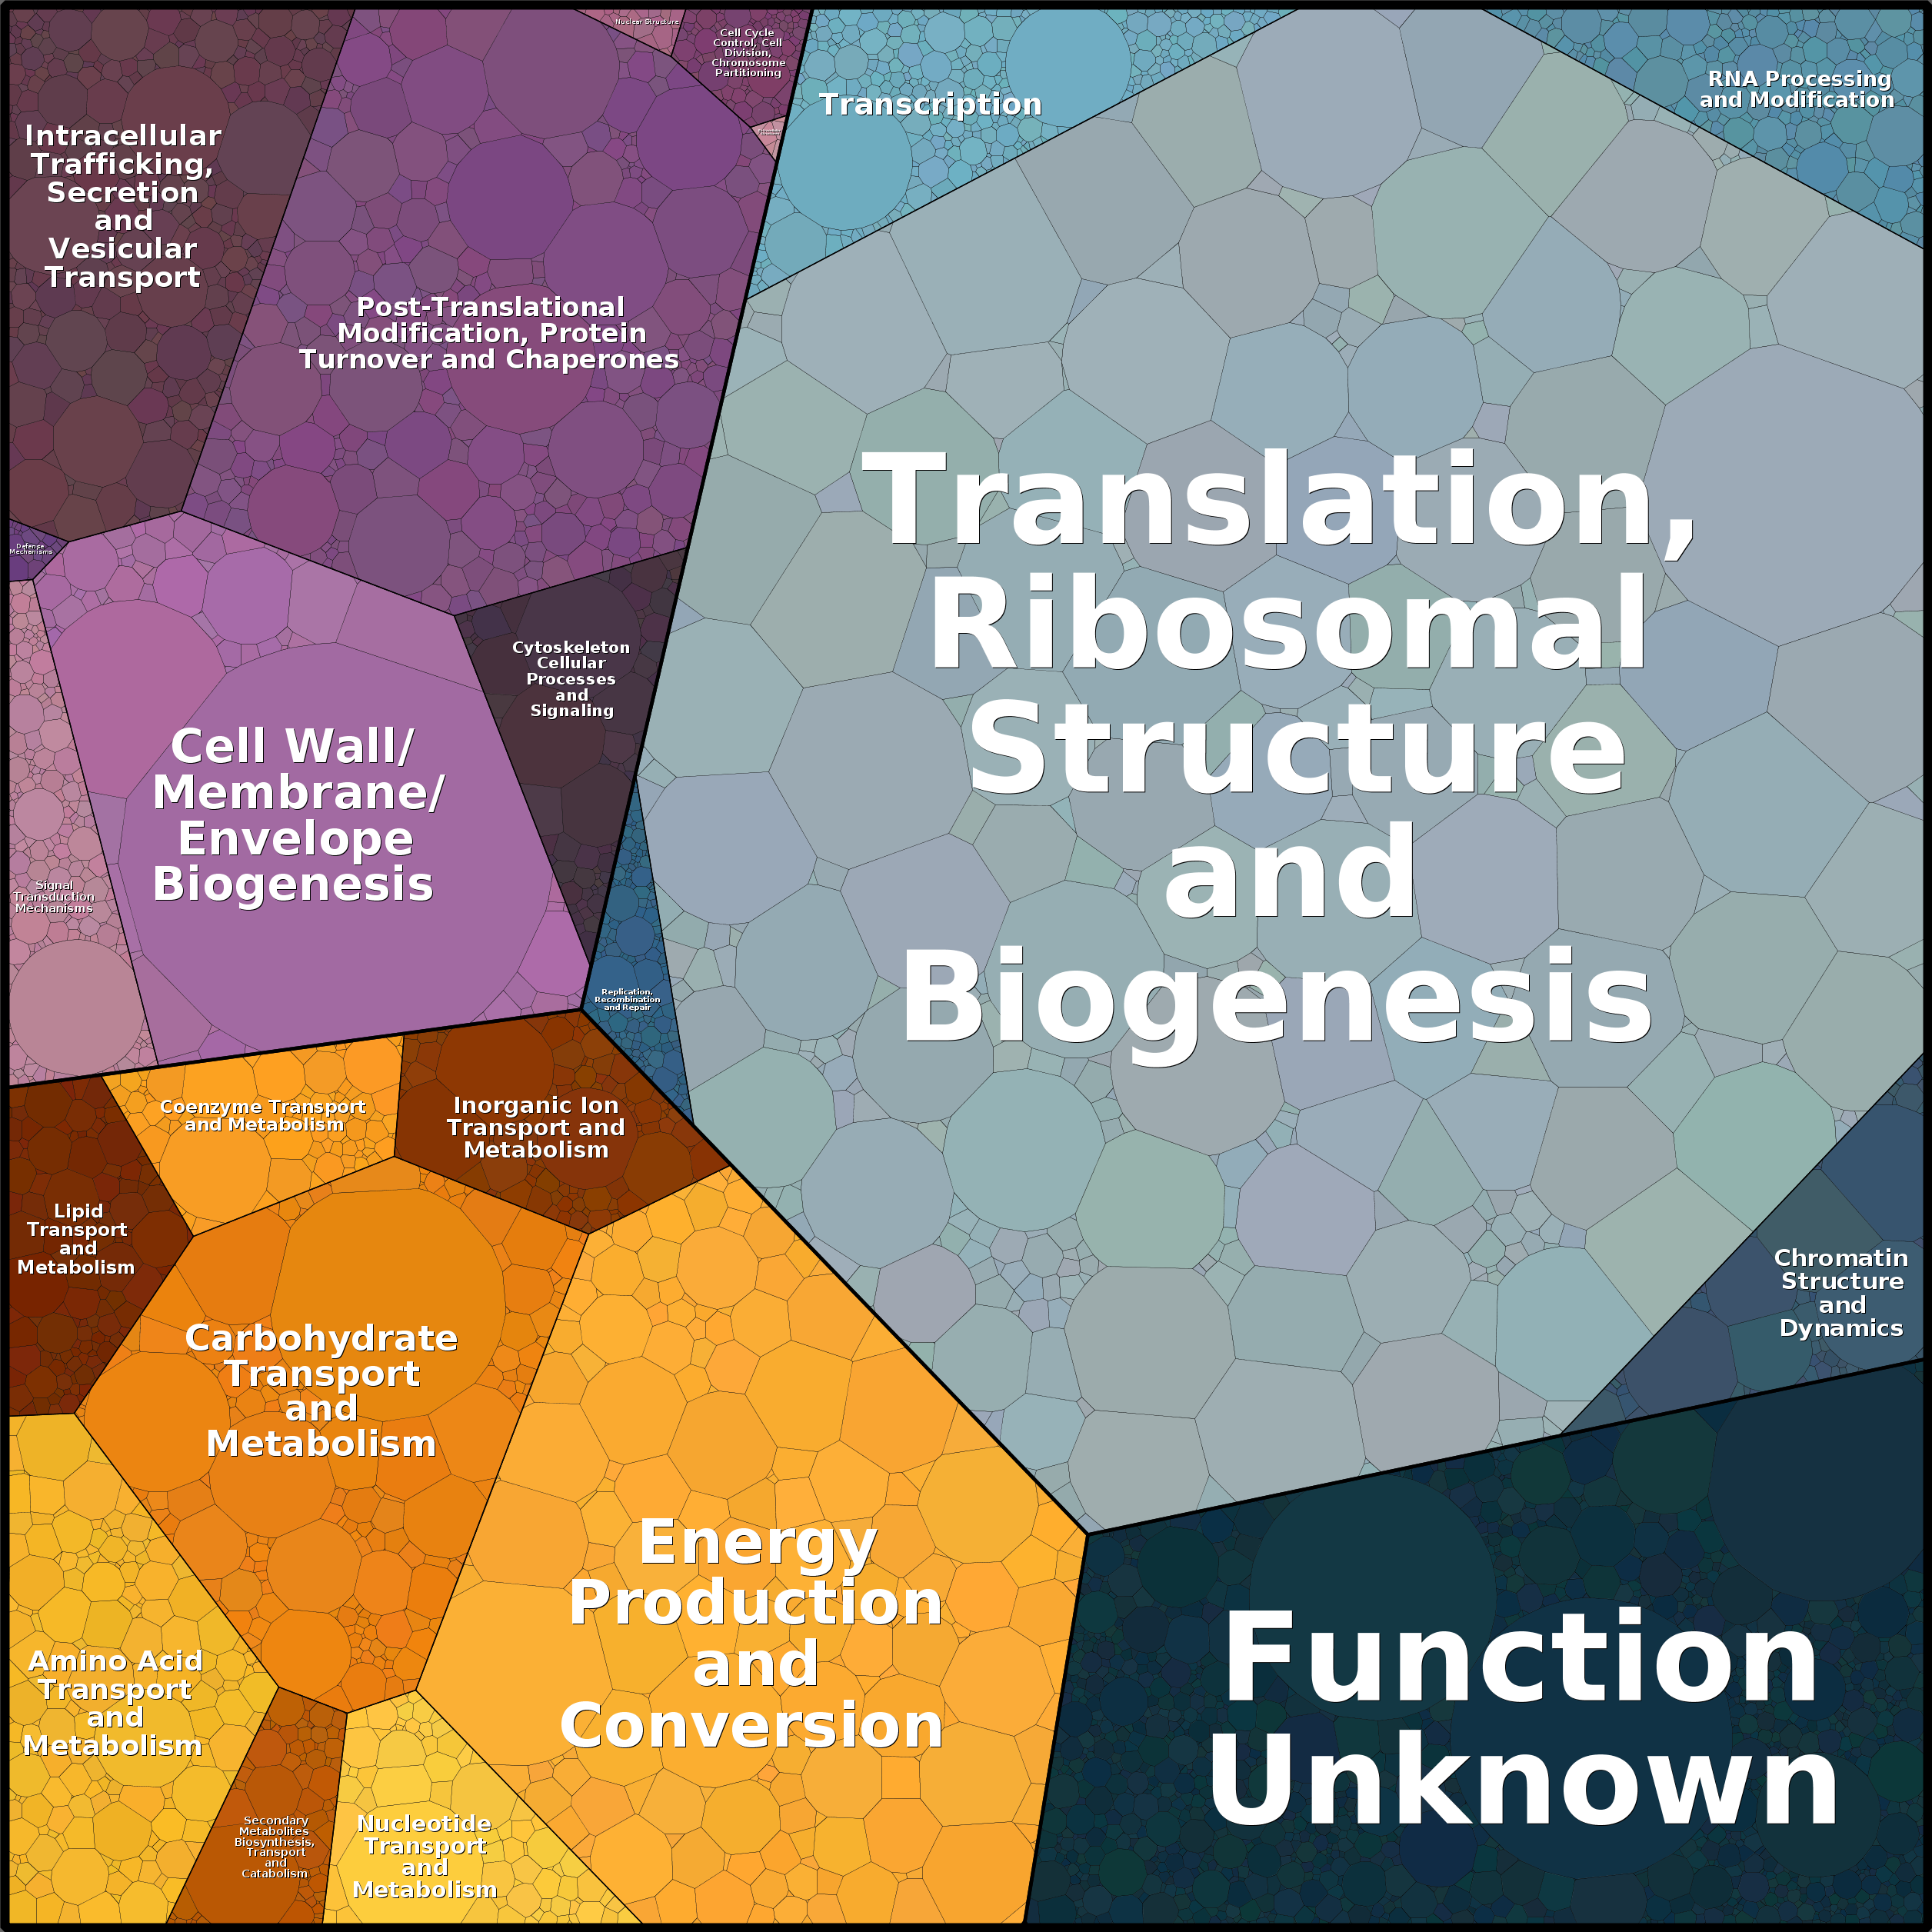 Nuclear Structure
Cell Cycle
Control, Cell
Division,
Chromosome
Partitioning
Transcription
RNA Processing
and Modification
Intracellular
Trafficking,
Secretion
and
Vesicular
Transport
Post-Translational
Modification, Protein
Turnover and Chaperones
Defense
Mechanisms
Cytoskeleton
Cellular
Processes
and
Signaling
Cell Wall/
Membrane/
Envelope
Biogenesis
Signal
Transduction
Mechanisms
Translation,
Ribosomal
Structure
and
Biogenesis
Replication,
Recombination
and Repair
Coenzyme Transport
and Metabolism
Inorganic Ion
Transport and
Metabolism
Lipid
Transport
and
Metabolism
Carbohydrate
Transport
and
Metabolism
Chromatin
Structure
and
Dynamics
Energy
Production
and
Conversion
Amino Acid
Transport
and
Metabolism
Secondary
Metabolites
Biosynthesis,
Transport
and
Catabolism
Nucleotide
Transport
and
Metabolism
Function
Unknown